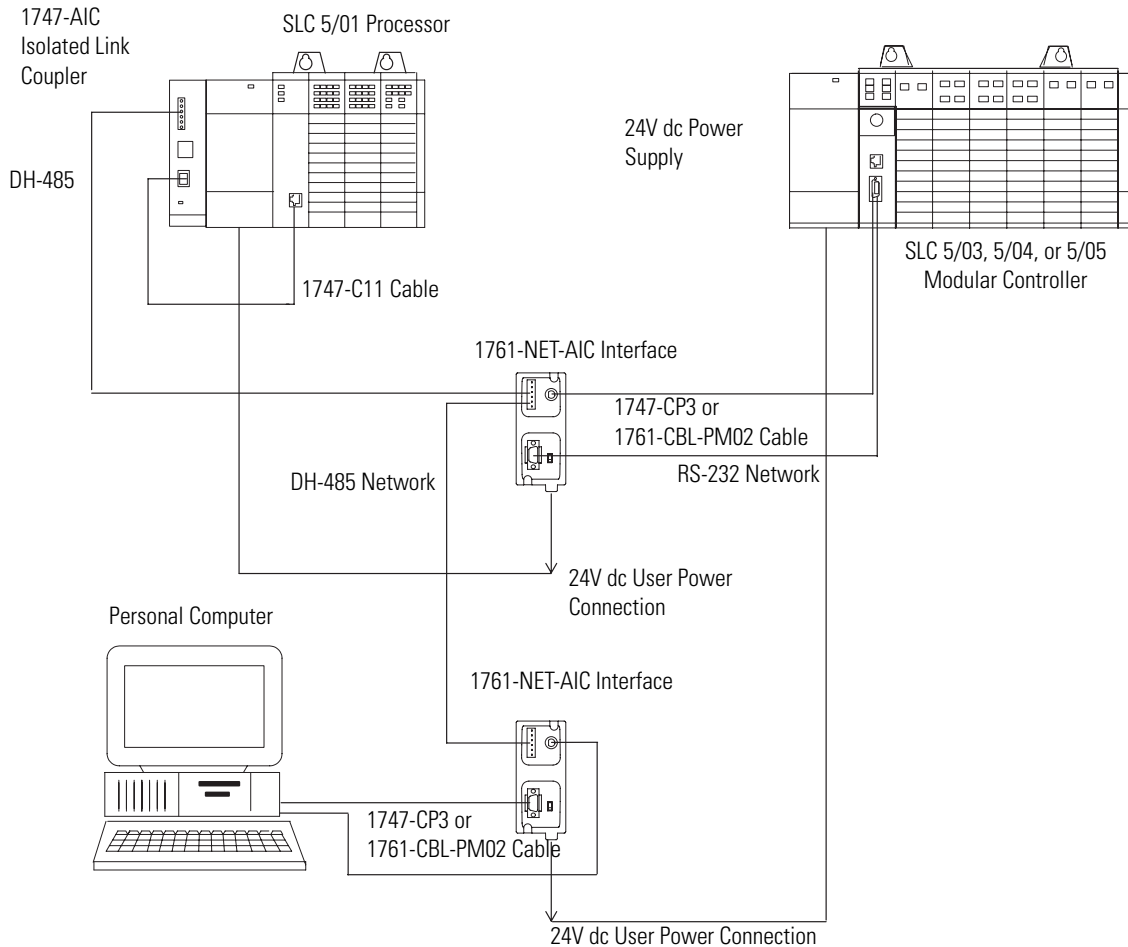 1747-AIC
Isolated Link
Coupler
SLC 5/01 Processor
24V dc Power
Supply
DH-485
SLC 5/03, 5/04, or 5/05
Modular Controller
1747-C11 Cable
1761-NET-AIC Interface
1747-CP3 or
1761-CBL-PM02 Cable
RS-232 Network
DH-485 Network
24V dc User Power
Connection
Personal Computer
1761-NET-AIC Interface
1747-CP3 or
1761-CBL-PM02 Cable
24V dc User Power Connection